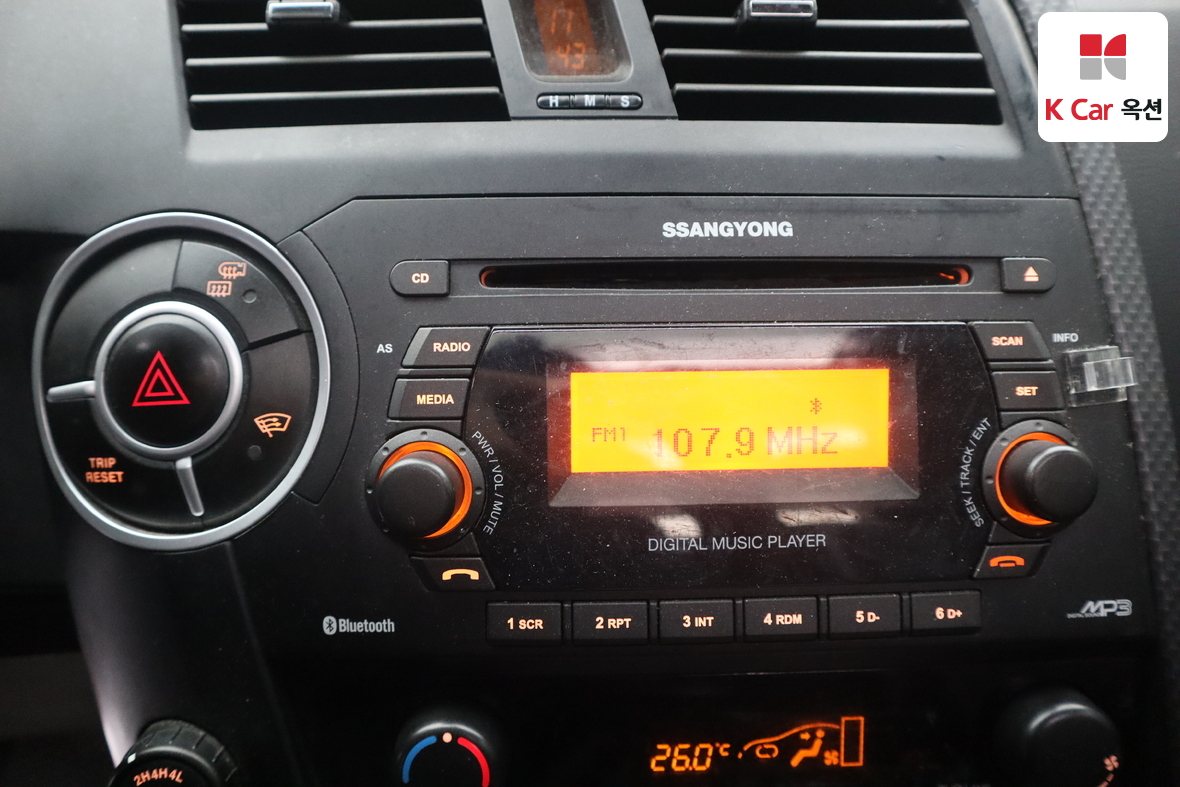 17
43
H M S
K Car 옥션
SSANGYONG
CD
AS
RADIO
SCAN
INFO
MEDIA
SET
FM1 107.9 MHz
PWR / VOL / MUTE
SEEK / TRACK / ENT
TRIP
RESET
DIGITAL MUSIC PLAYER
Bluetooth
1 SCR
2 RPT
3 INT
4 RDM
5 D-
6 D+
MP3
26.0°C
2H4H4L